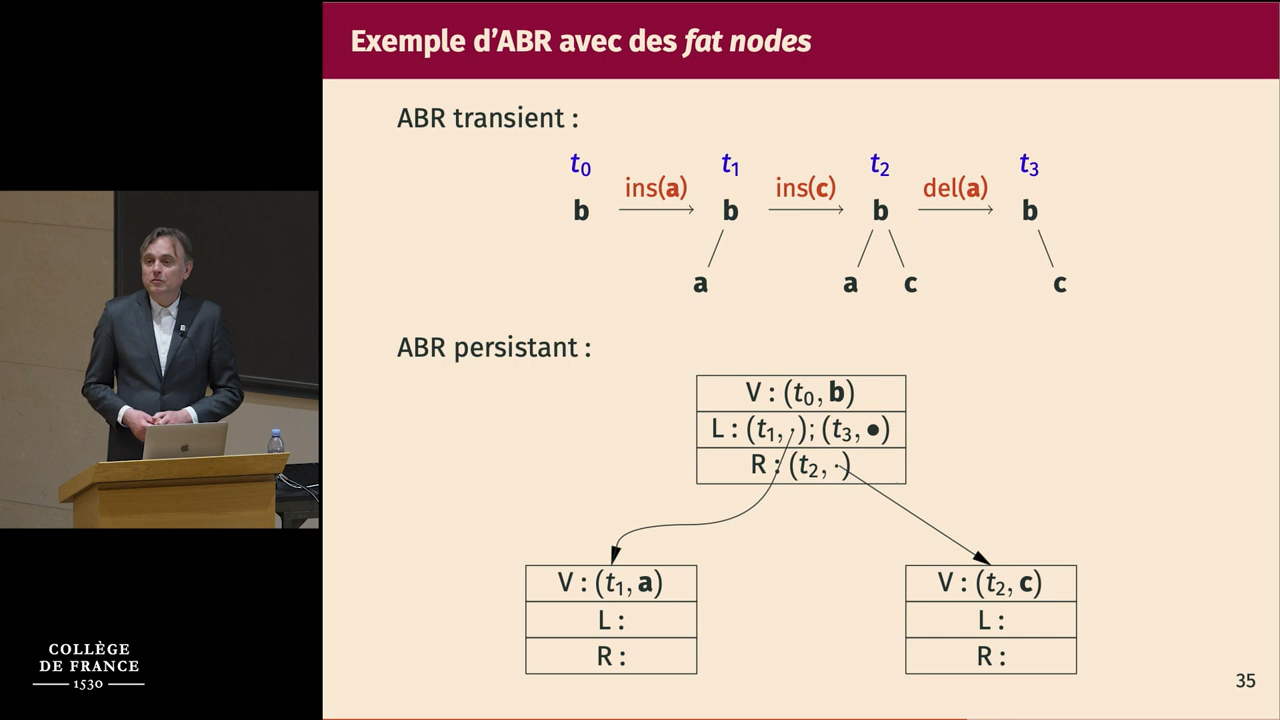 Exemple d'ABR avec des fat nodes
ABR transient :
t₀ t₁ t₂ t₃
ins(a) ins(c) del(a)
b b b b
a a c c
ABR persistant :
V : (t₀, b)
L : (t₁, ·); (t₃, •)
R : (t₂, ·)
V : (t₁, a) V : (t₂, c)
L : L :
R : R :
COLLÈGE
DE FRANCE
1530
35